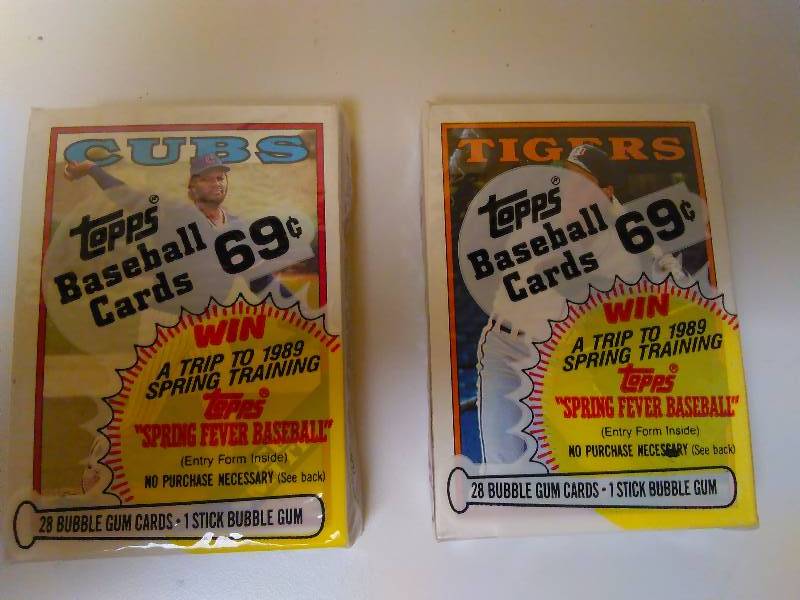 CUBS
topps®
Baseball
Cards
69¢
WIN
A TRIP TO 1989
SPRING TRAINING
topps®
"SPRING FEVER BASEBALL"
(Entry Form Inside)
NO PURCHASE NECESSARY (See back)
28 BUBBLE GUM CARDS • 1 STICK BUBBLE GUM
TIGERS
topps®
Baseball
Cards
69¢
WIN
A TRIP TO 1989
SPRING TRAINING
topps®
"SPRING FEVER BASEBALL"
(Entry Form Inside)
NO PURCHASE NECESSARY (See back)
28 BUBBLE GUM CARDS • 1 STICK BUBBLE GUM